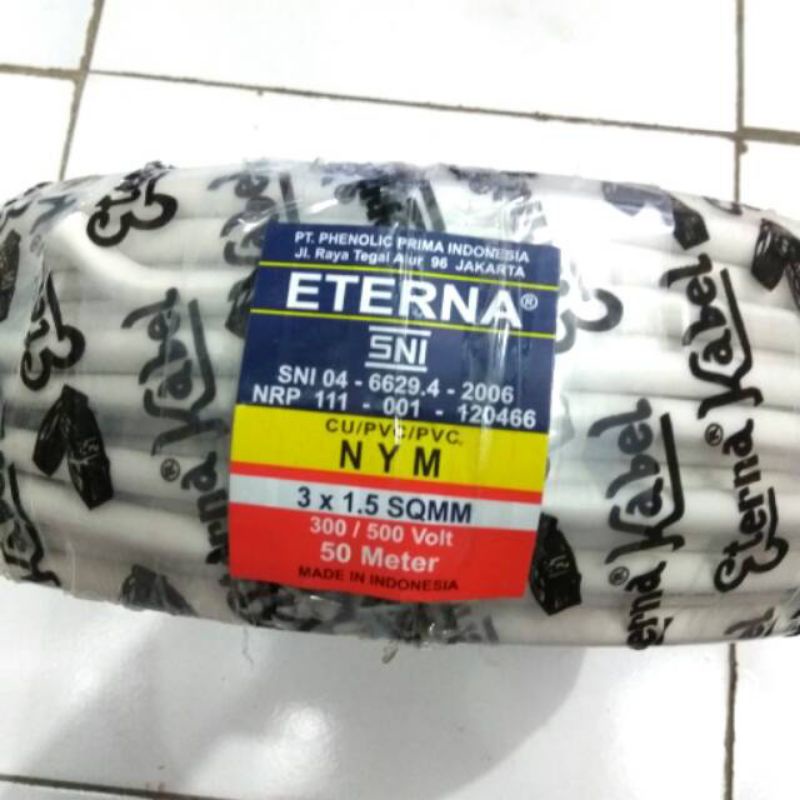 PT. PHENOLIC PRIMA INDONESIA
Jl. Raya Tegal Alur 96 JAKARTA
ETERNA®
SNI
SNI 04 - 6629.4 - 2006
NRP 111 - 001 - 120466
CU/PVC/PVC
NYM
3 x 1.5 SQMM
300 / 500 Volt
50 Meter
MADE IN INDONESIA
Eterna® Kabel
erna® Kabel
erna® Kabel